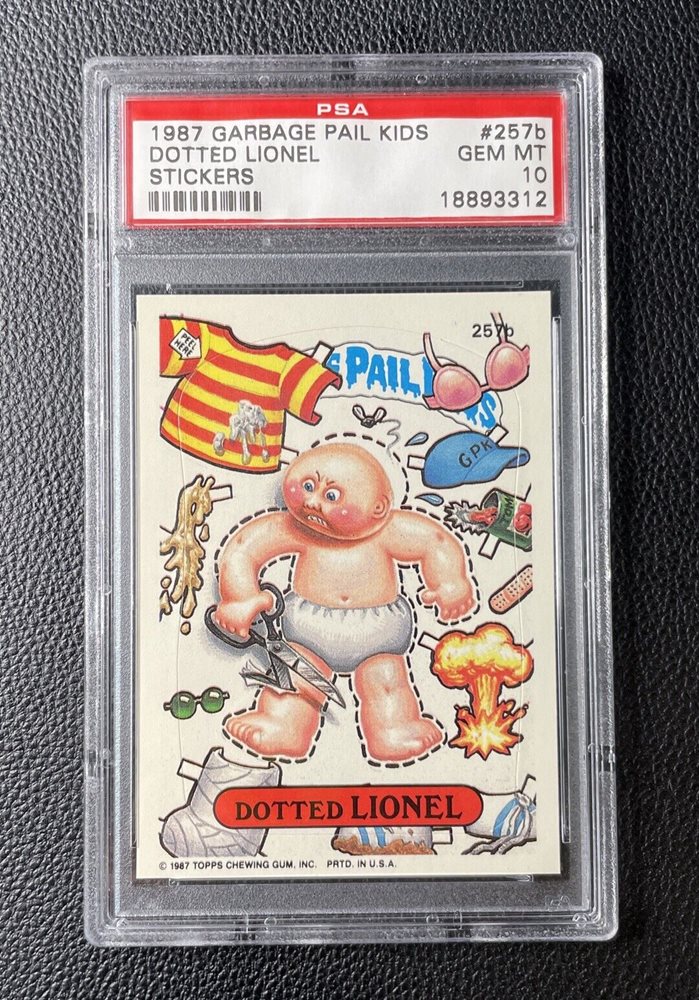 PSA
1987 GARBAGE PAIL KIDS #257b
DOTTED LIONEL GEM MT
STICKERS 10
18893312
257b
PEEL
HERE
PAIL
GPK
DOTTED LIONEL
© 1987 TOPPS CHEWING GUM, INC. PRTD. IN U.S.A.